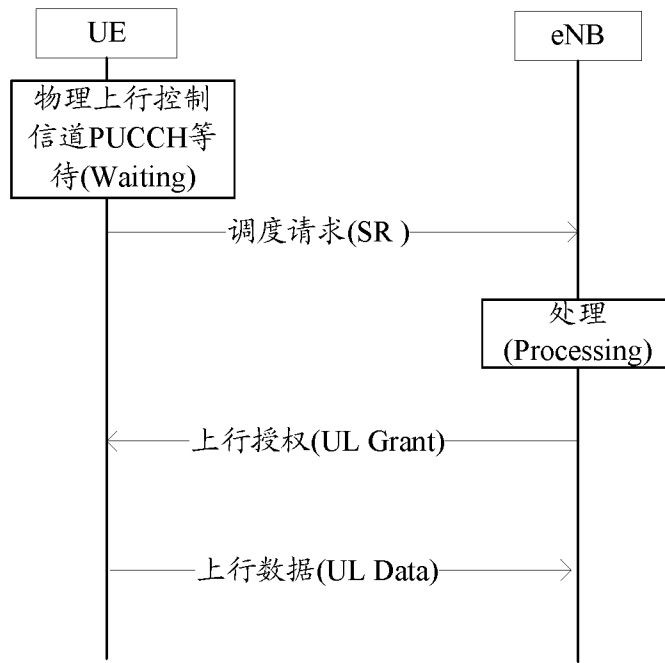 UE
eNB
物理上行控制
信道PUCCH等
待(Waiting)
调度请求(SR )
处理
(Processing)
上行授权(UL Grant)
上行数据(UL Data)